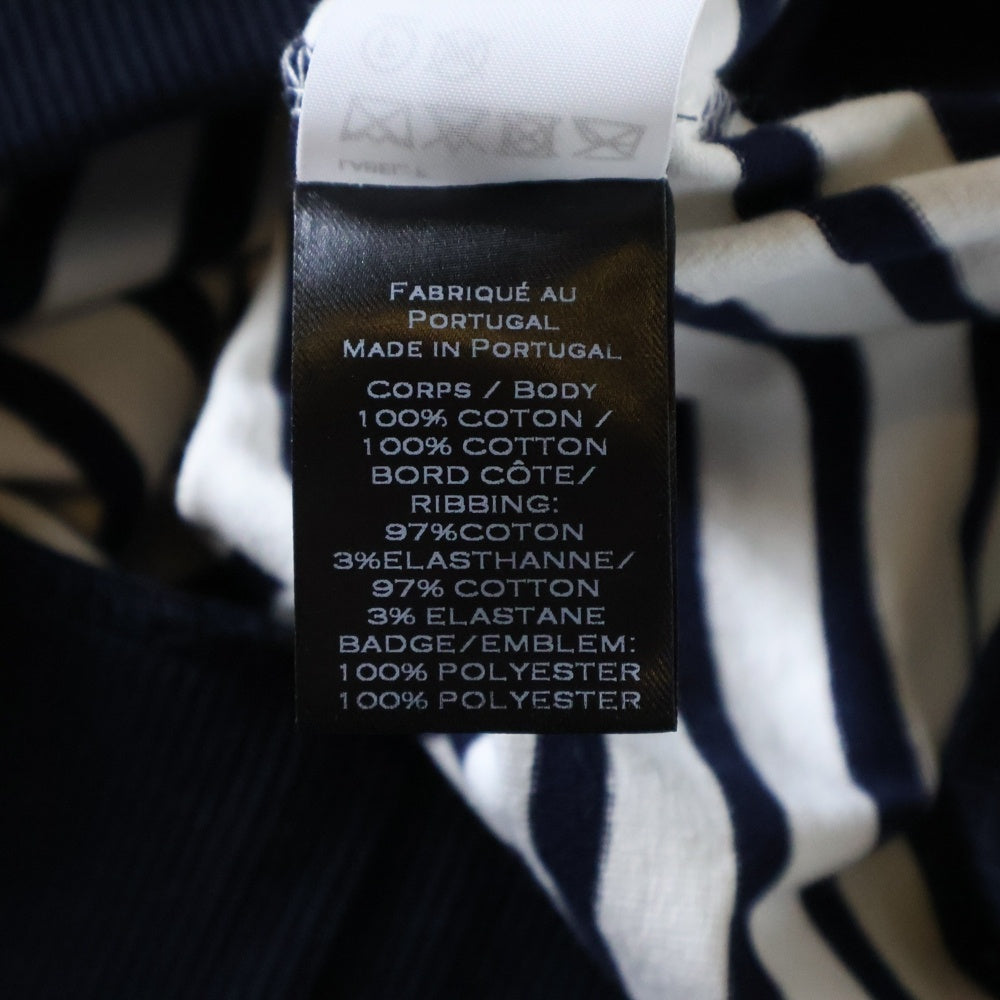 FABRIQUÉ AU
PORTUGAL
MADE IN PORTUGAL
CORPS / BODY
100% COTON /
100% COTTON
BORD CÔTE/
RIBBING:
97%COTON
3%ELASTHANNE/
97% COTTON
3% ELASTANE
BADGE/EMBLEM:
100% POLYESTER
100% POLYESTER